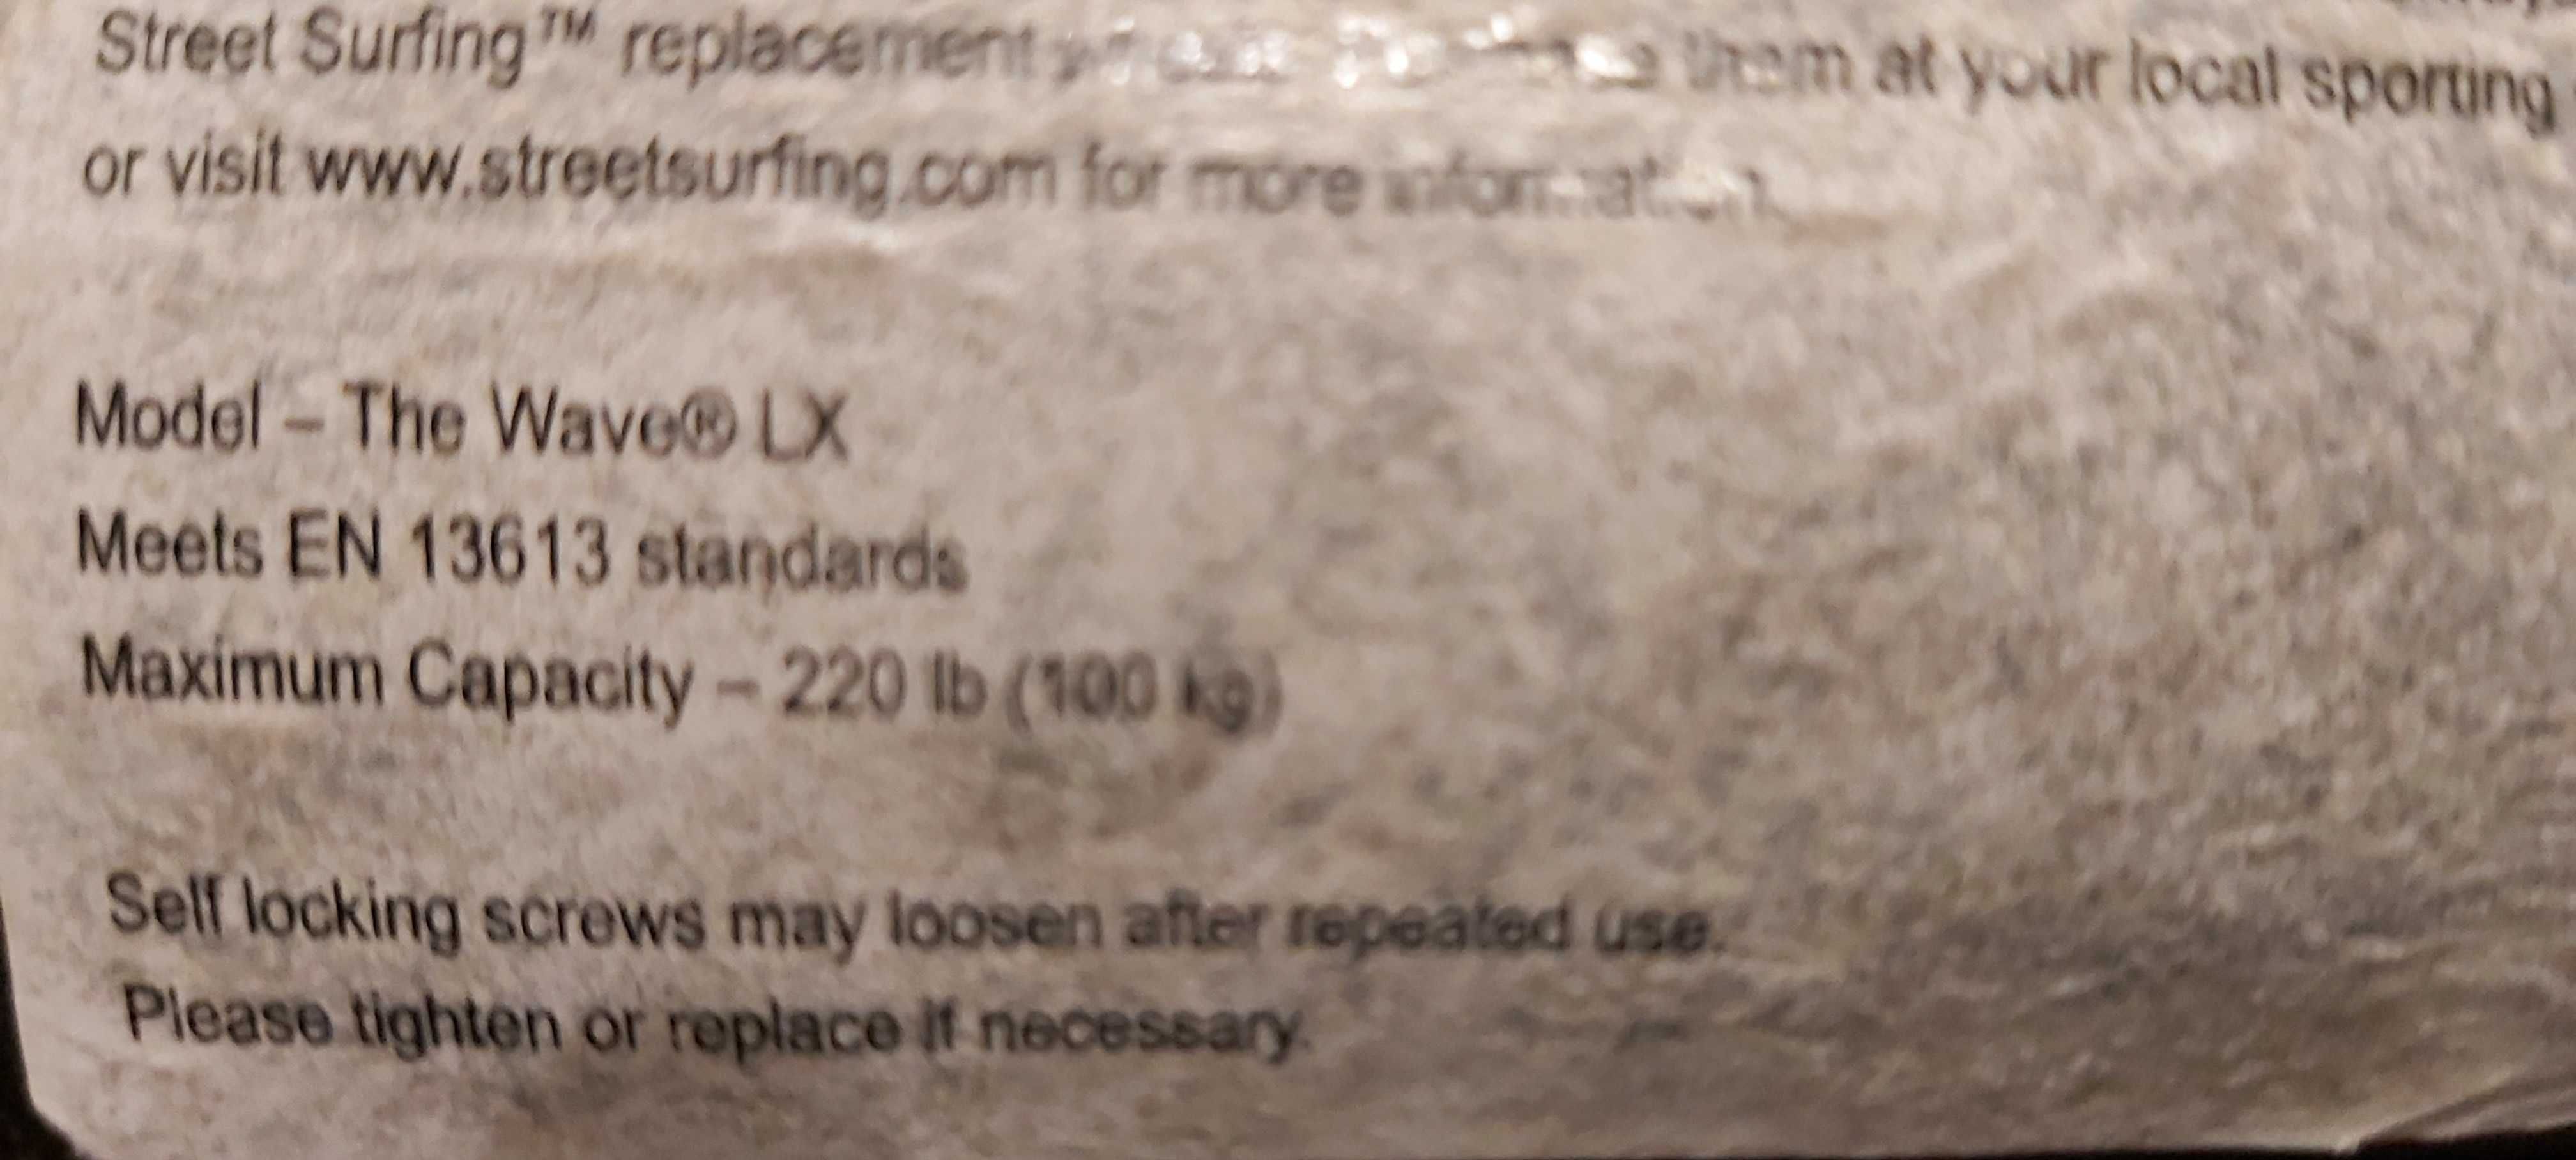 Street Surfing™ replacement them at your local sporting
or visit www.streetsurfing.com for more information.
Model – The Wave® LX
Meets EN 13613 standards
Maximum Capacity – 220 lb (100 kg)
Self locking screws may loosen after repeated use.
Please tighten or replace if necessary.